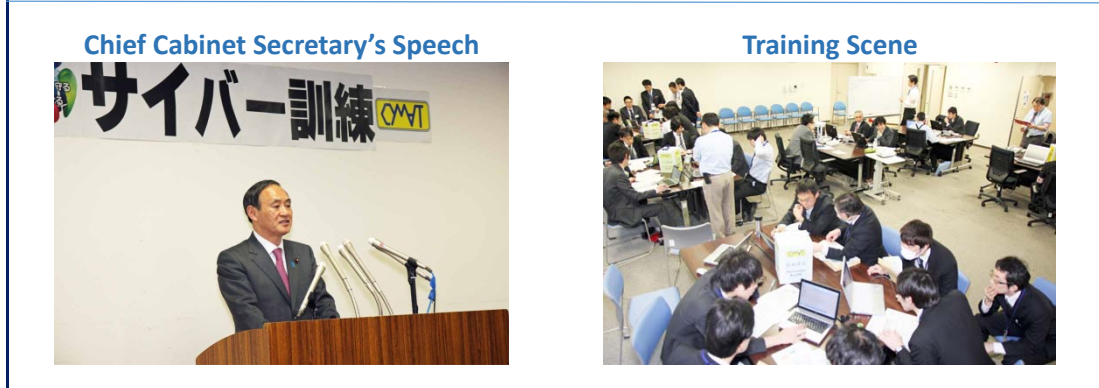 Chief Cabinet Secretary's Speech
Training Scene
サイバー訓練
CYMAT